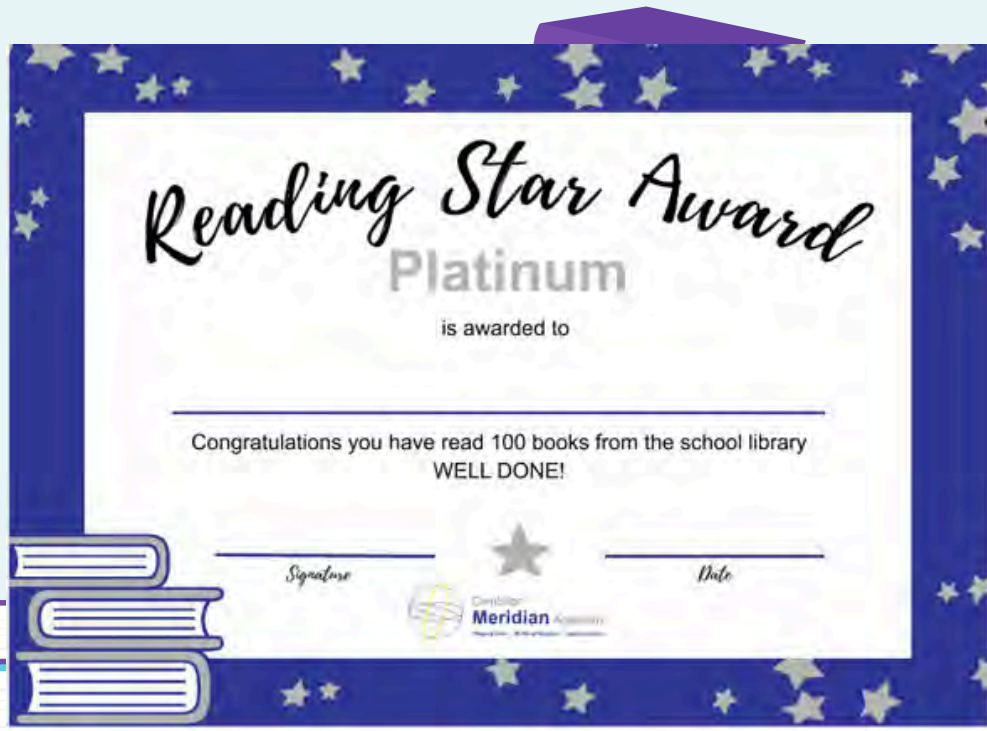 Reading Star Award
Platinum
is awarded to
Congratulations you have read 100 books from the school library
WELL DONE!
Signature
Date
Meridian